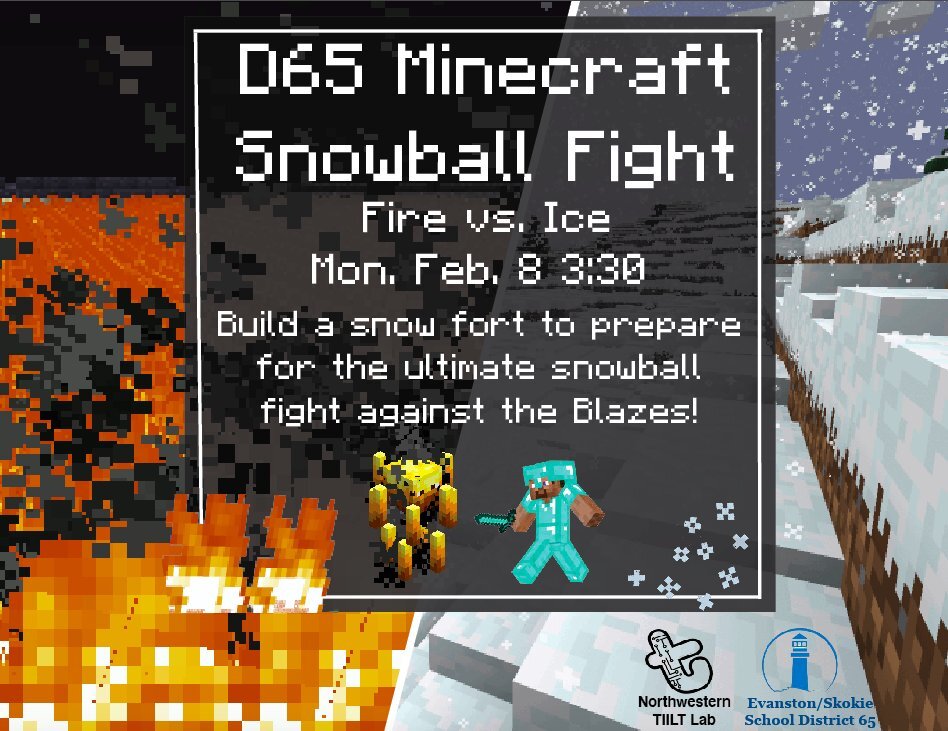 D65 Minecraft
Snowball Fight
Fire vs. Ice
Mon. Feb. 8 3:30
Build a snow fort to prepare
for the ultimate snowball
fight against the Blazes!
Northwestern
TIILT Lab
Evanston/Skokie
School District 65